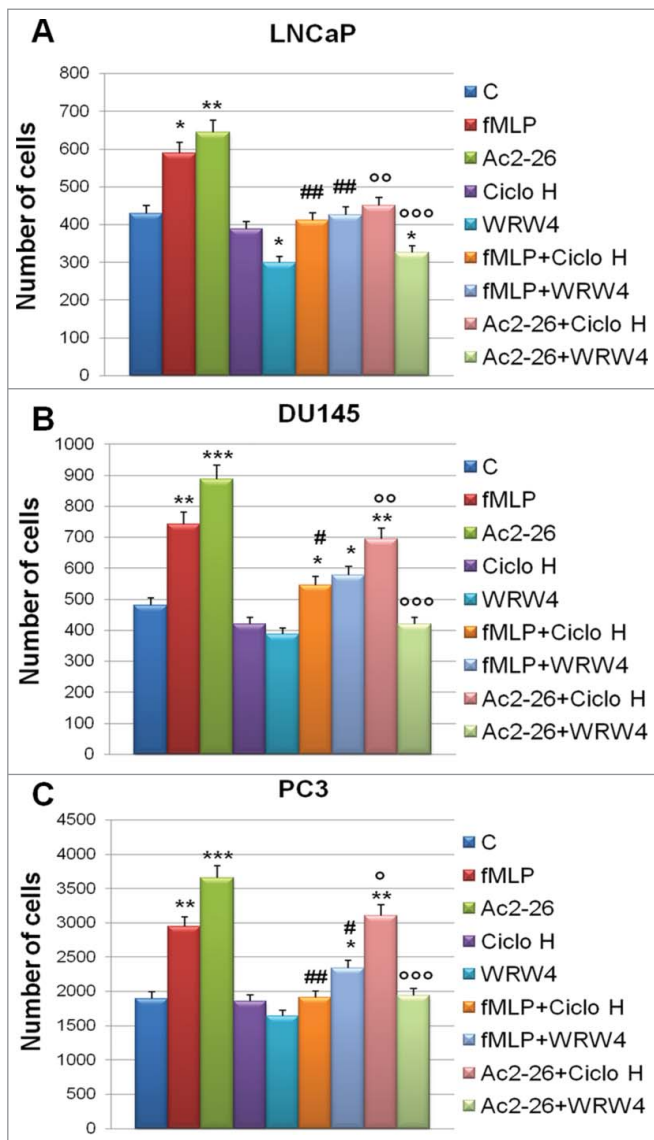 A
LNCaP
Number of cells
800
700
600
500
400
300
200
100
0
*
**
*
##
##
°°
°°°
*
C
fMLP
Ac2-26
Ciclo H
WRW4
fMLP+Ciclo H
fMLP+WRW4
Ac2-26+Ciclo H
Ac2-26+WRW4
B
DU145
Number of cells
1000
900
800
700
600
500
400
300
200
100
0
**
***
#
*
*
°°
**
°°°
C
fMLP
Ac2-26
Ciclo H
WRW4
fMLP+Ciclo H
fMLP+WRW4
Ac2-26+Ciclo H
Ac2-26+WRW4
C
PC3
Number of cells
4500
4000
3500
3000
2500
2000
1500
1000
500
0
**
***
##
#
*
°
**
°°°
C
fMLP
Ac2-26
Ciclo H
WRW4
fMLP+Ciclo H
fMLP+WRW4
Ac2-26+Ciclo H
Ac2-26+WRW4